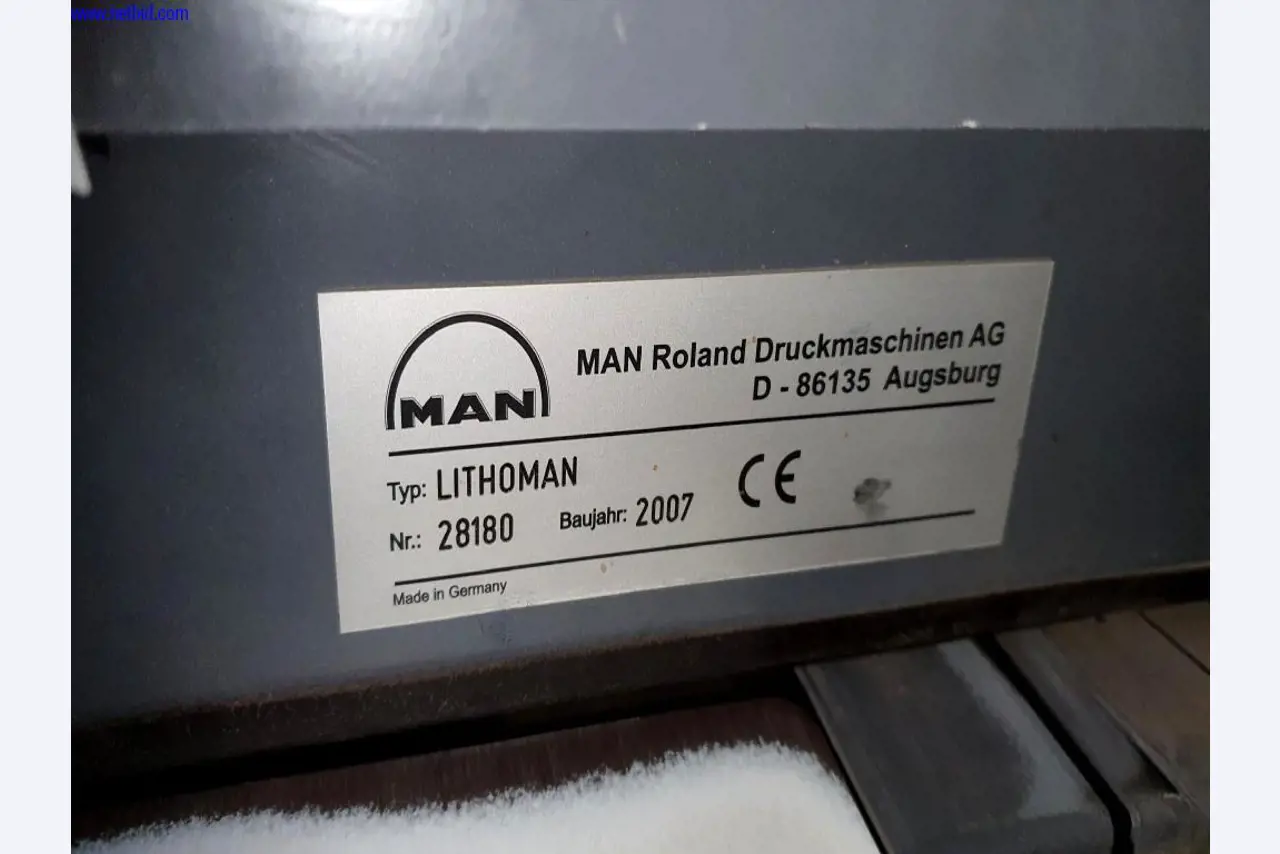 MAN
MAN Roland Druckmaschinen AG
D - 86135 Augsburg
Typ: LITHOMAN
CE
Nr.: 28180 Baujahr: 2007
Made in Germany